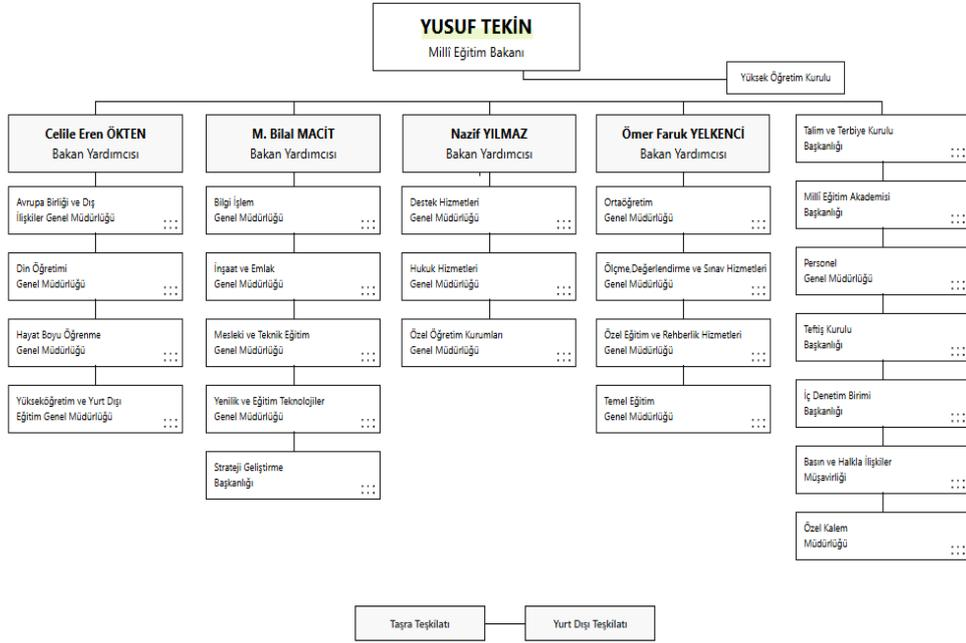 YUSUF TEKİN
Millî Eğitim Bakanı
Yüksek Öğretim Kurulu
Celile Eren ÖKTEN
Bakan Yardımcısı
Avrupa Birliği ve Dış
İlişkiler Genel Müdürlüğü
Din Öğretimi
Genel Müdürlüğü
Hayat Boyu Öğrenme
Genel Müdürlüğü
Yükseköğretim ve Yurt Dışı
Eğitim Genel Müdürlüğü
M. Bilal MACİT
Bakan Yardımcısı
Bilgi İşlem
Genel Müdürlüğü
İnşaat ve Emlak
Genel Müdürlüğü
Mesleki ve Teknik Eğitim
Genel Müdürlüğü
Yenilik ve Eğitim Teknolojiler
Genel Müdürlüğü
Strateji Geliştirme
Başkanlığı
Nazif YILMAZ
Bakan Yardımcısı
Destek Hizmetleri
Genel Müdürlüğü
Hukuk Hizmetleri
Genel Müdürlüğü
Özel Öğretim Kurumları
Genel Müdürlüğü
Ömer Faruk YELKENCİ
Bakan Yardımcısı
Ortaöğretim
Genel Müdürlüğü
Ölçme,Değerlendirme ve Sınav Hizmetleri
Genel Müdürlüğü
Özel Eğitim ve Rehberlik Hizmetleri
Genel Müdürlüğü
Temel Eğitim
Genel Müdürlüğü
Talim ve Terbiye Kurulu
Başkanlığı
Millî Eğitim Akademisi
Başkanlığı
Personel
Genel Müdürlüğü
Teftiş Kurulu
Başkanlığı
İç Denetim Birimi
Başkanlığı
Basın ve Halkla İlişkiler
Müşavirliği
Özel Kalem
Müdürlüğü
Taşra Teşkilatı
Yurt Dışı Teşkilatı